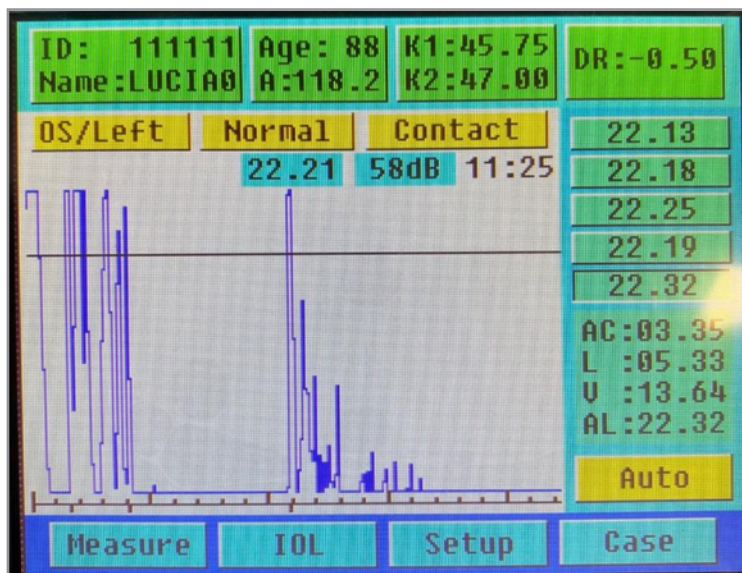 ID: 111111 Age: 88 K1:45.75 DR:-0.50
Name:LUCIA0 A:118.2 K2:47.00
OS/Left Normal Contact
22.21 58dB 11:25
22.13
22.18
22.25
22.19
22.32
AC:03.35
L :05.33
V :13.64
AL:22.32
Auto
Measure IOL Setup Case